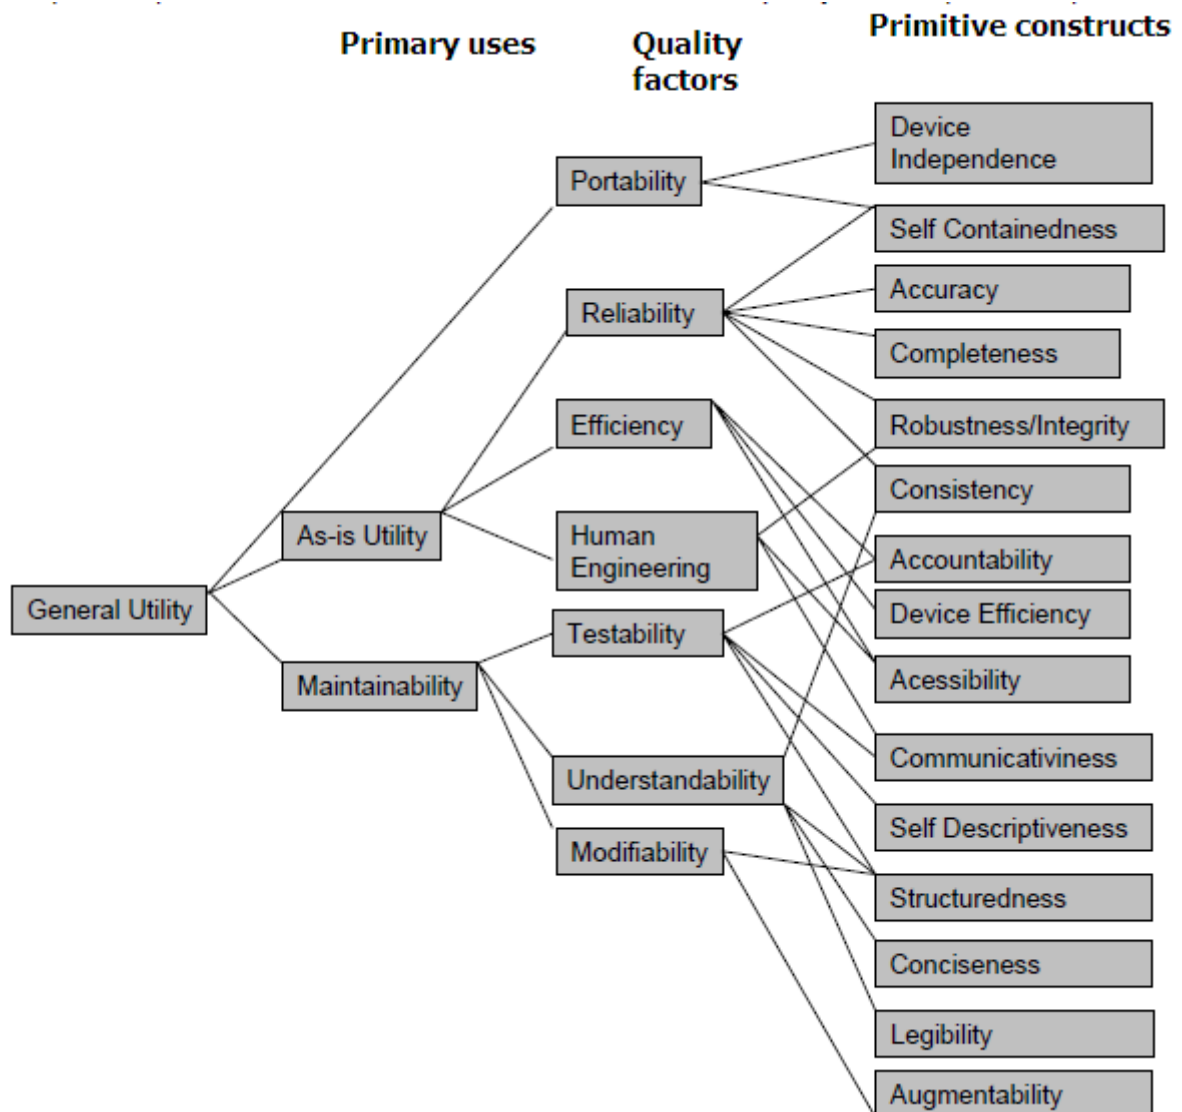 Primary uses
Quality
factors
Primitive constructs
Device
Independence
Portability
Self Containedness
Accuracy
Reliability
Completeness
Efficiency
Robustness/Integrity
Consistency
As-is Utility
Human
Engineering
Accountability
General Utility
Testability
Device Efficiency
Maintainability
Acessibility
Communicativiness
Understandability
Self Descriptiveness
Modifiability
Structuredness
Conciseness
Legibility
Augmentability